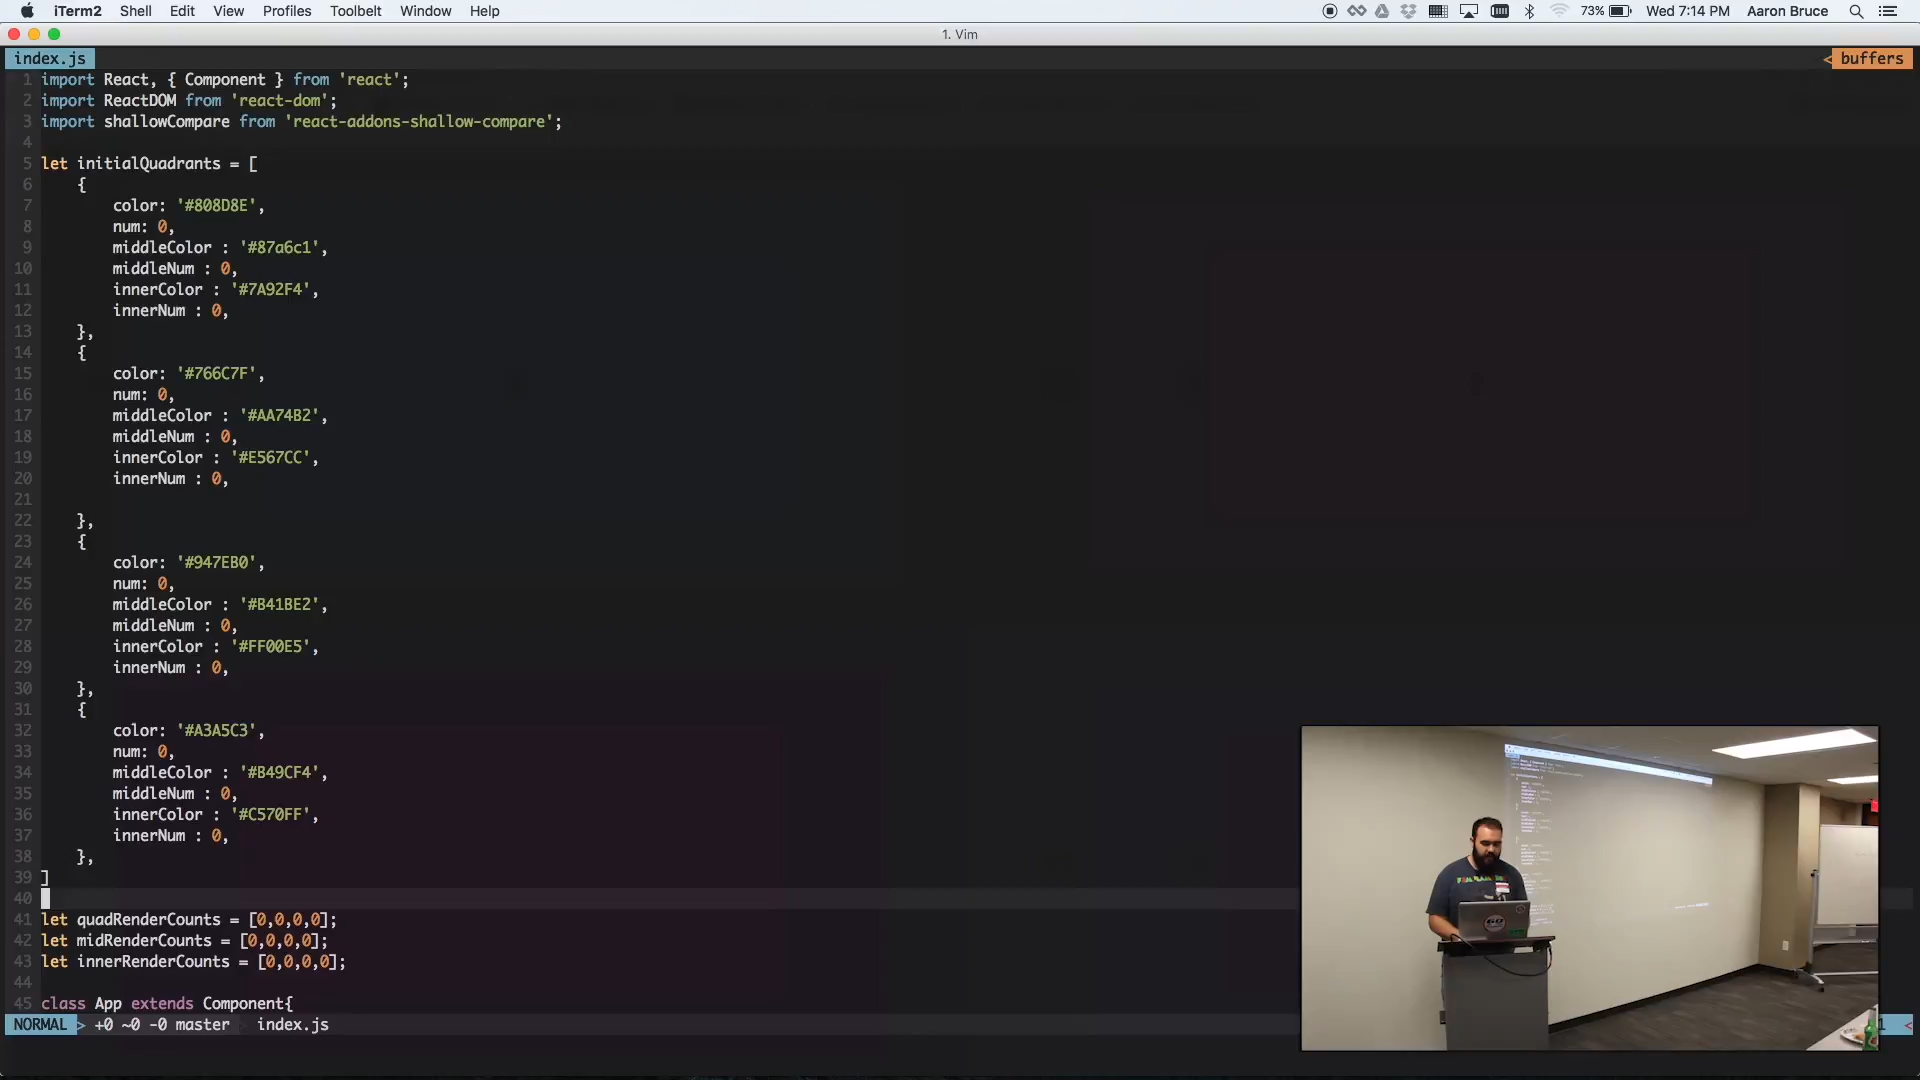 iTerm2 Shell Edit View Profiles Toolbelt Window Help 73% Wed 7:14 PM Aaron Bruce
1. Vim
index.js < buffers
1 import React, { Component } from 'react';
2 import ReactDOM from 'react-dom';
3 import shallowCompare from 'react-addons-shallow-compare';
4
5 let initialQuadrants = [
6 {
7 color: '#808D8E',
8 num: 0,
9 middleColor : '#87a6c1',
10 middleNum : 0,
11 innerColor : '#7A92F4',
12 innerNum : 0,
13 },
14 {
15 color: '#766C7F',
16 num: 0,
17 middleColor : '#AA74B2',
18 middleNum : 0,
19 innerColor : '#E567CC',
20 innerNum : 0,
21
22 },
23 {
24 color: '#947EB0',
25 num: 0,
26 middleColor : '#B41BE2',
27 middleNum : 0,
28 innerColor : '#FF00E5',
29 innerNum : 0,
30 },
31 {
32 color: '#A3A5C3',
33 num: 0,
34 middleColor : '#B49CF4',
35 middleNum : 0,
36 innerColor : '#C570FF',
37 innerNum : 0,
38 },
39 ]
40
41 let quadRenderCounts = [0,0,0,0];
42 let midRenderCounts = [0,0,0,0];
43 let innerRenderCounts = [0,0,0,0];
44
45 class App extends Component{
NORMAL > +0 ~0 -0 master > index.js 1 <